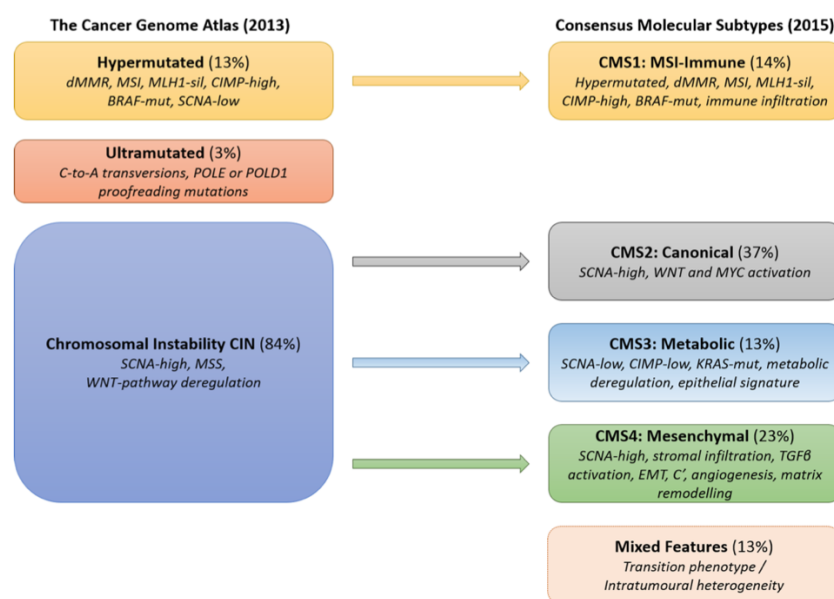 The Cancer Genome Atlas (2013)
Hypermutated (13%)
dMMR, MSI, MLH1-sil, CIMP-high,
BRAF-mut, SCNA-low
Ultramutated (3%)
C-to-A transversions, POLE or POLD1
proofreading mutations
Chromosomal Instability CIN (84%)
SCNA-high, MSS,
WNT-pathway deregulation
Consensus Molecular Subtypes (2015)
CMS1: MSI-Immune (14%)
Hypermutated, dMMR, MSI, MLH1-sil,
CIMP-high, BRAF-mut, immune infiltration
CMS2: Canonical (37%)
SCNA-high, WNT and MYC activation
CMS3: Metabolic (13%)
SCNA-low, CIMP-low, KRAS-mut, metabolic
deregulation, epithelial signature
CMS4: Mesenchymal (23%)
SCNA-high, stromal infiltration, TGFβ
activation, EMT, C′, angiogenesis, matrix
remodelling
Mixed Features (13%)
Transition phenotype /
Intratumoural heterogeneity